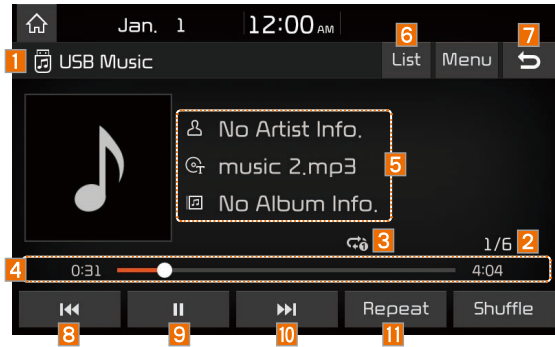 Jan. 1 12:00 AM
6 7
1 USB Music List Menu
No Artist Info.
music 2.mp3 5
No Album Info.
3 1/6 2
4 0:31 4:04
Repeat Shuffle
8 9 10 11